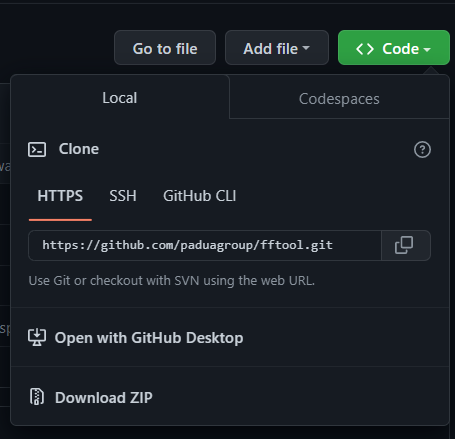 Go to file
Add file
Code
Local
Codespaces
Clone
HTTPS
SSH
GitHub CLI
https://github.com/paduagroup/fftool.git
Use Git or checkout with SVN using the web URL.
Open with GitHub Desktop
Download ZIP